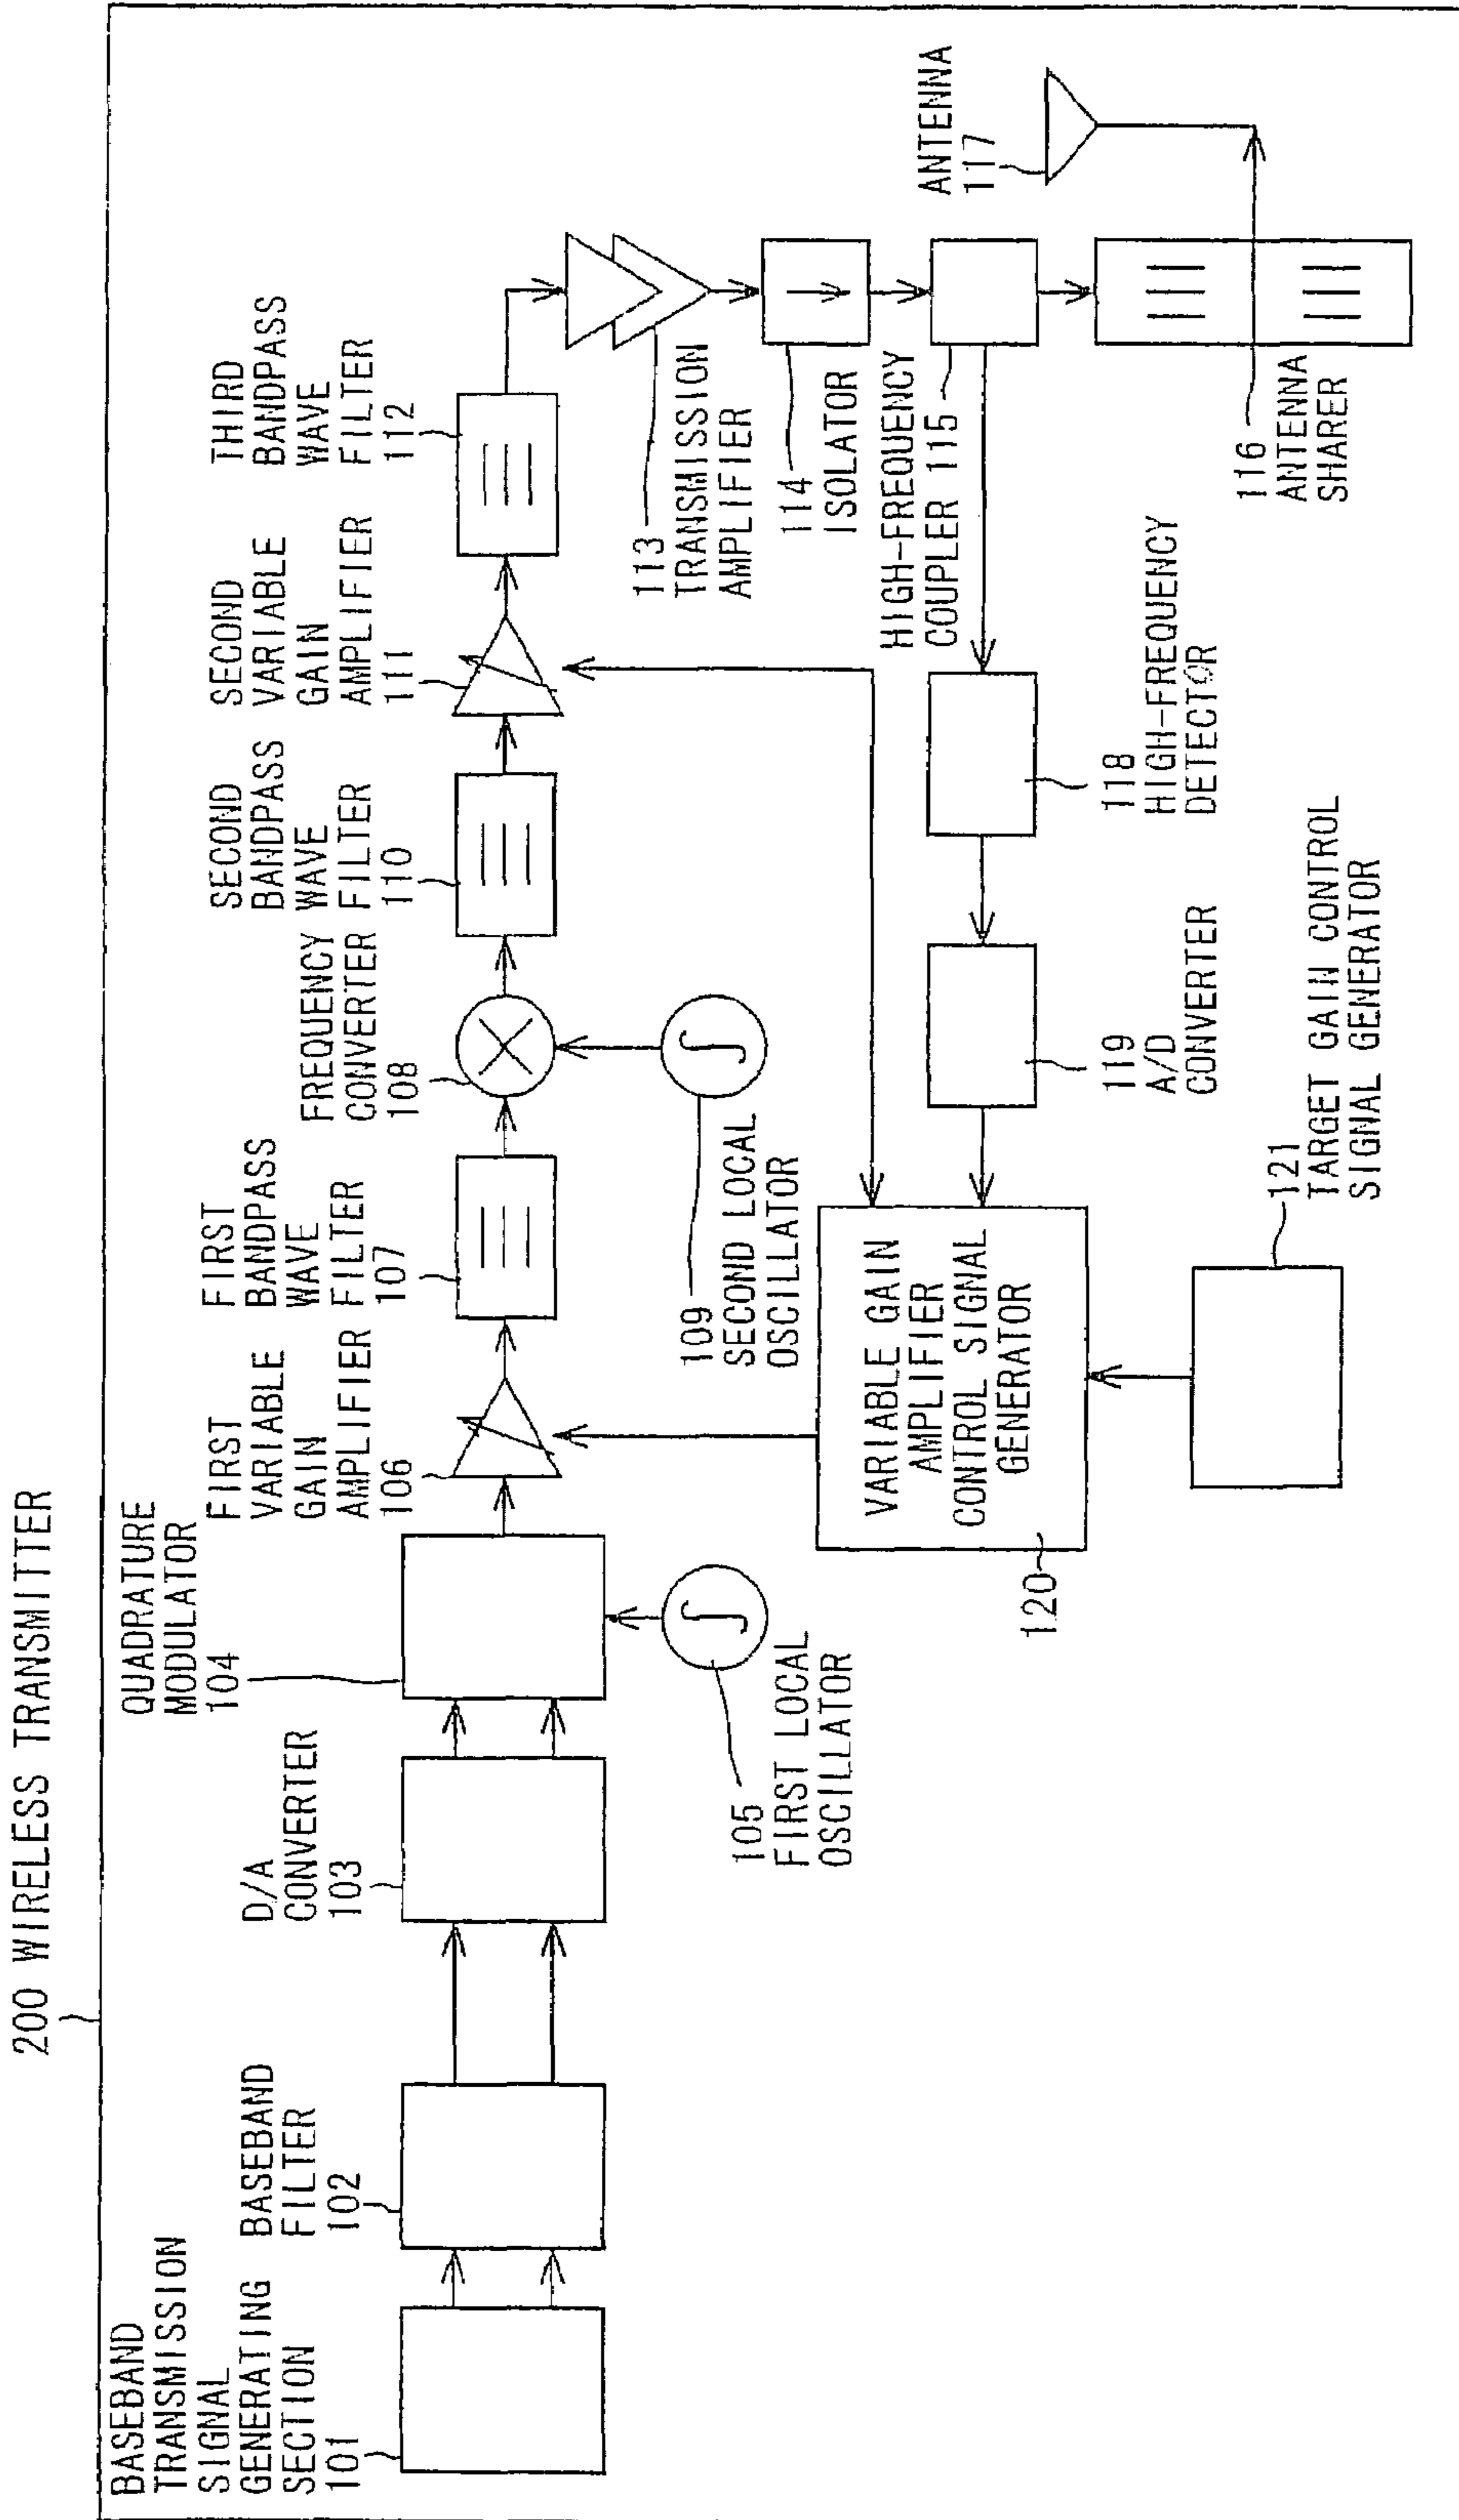 200 WIRELESS TRANSMITTER
BASEBAND
TRANSMISSION
SIGNAL
GENERATING
SECTION
101
BASEBAND
FILTER
102
D/A
CONVERTER
103
QUADRATURE
MODULATOR
104
105
FIRST LOCAL
OSCILLATOR
FIRST
VARIABLE
GAIN
AMPLIFIER
106
FIRST
BANDPASS
WAVE
FILTER
107
FREQUENCY
CONVERTER
108
109
SECOND LOCAL
OSCILLATOR
SECOND
BANDPASS
WAVE
FILTER
110
SECOND
VARIABLE
GAIN
AMPLIFIER
111
THIRD
BANDPASS
WAVE
FILTER
112
113
TRANSMISSION
AMPLIFIER
114
ISOLATOR
HIGH-FREQUENCY
COUPLER 115
116
ANTENNA
SHARER
ANTENNA
117
118
HIGH-FREQUENCY
DETECTOR
119
A/D
CONVERTER
VARIABLE GAIN
AMPLIFIER
CONTROL SIGNAL
GENERATOR
120
121
TARGET GAIN CONTROL
SIGNAL GENERATOR